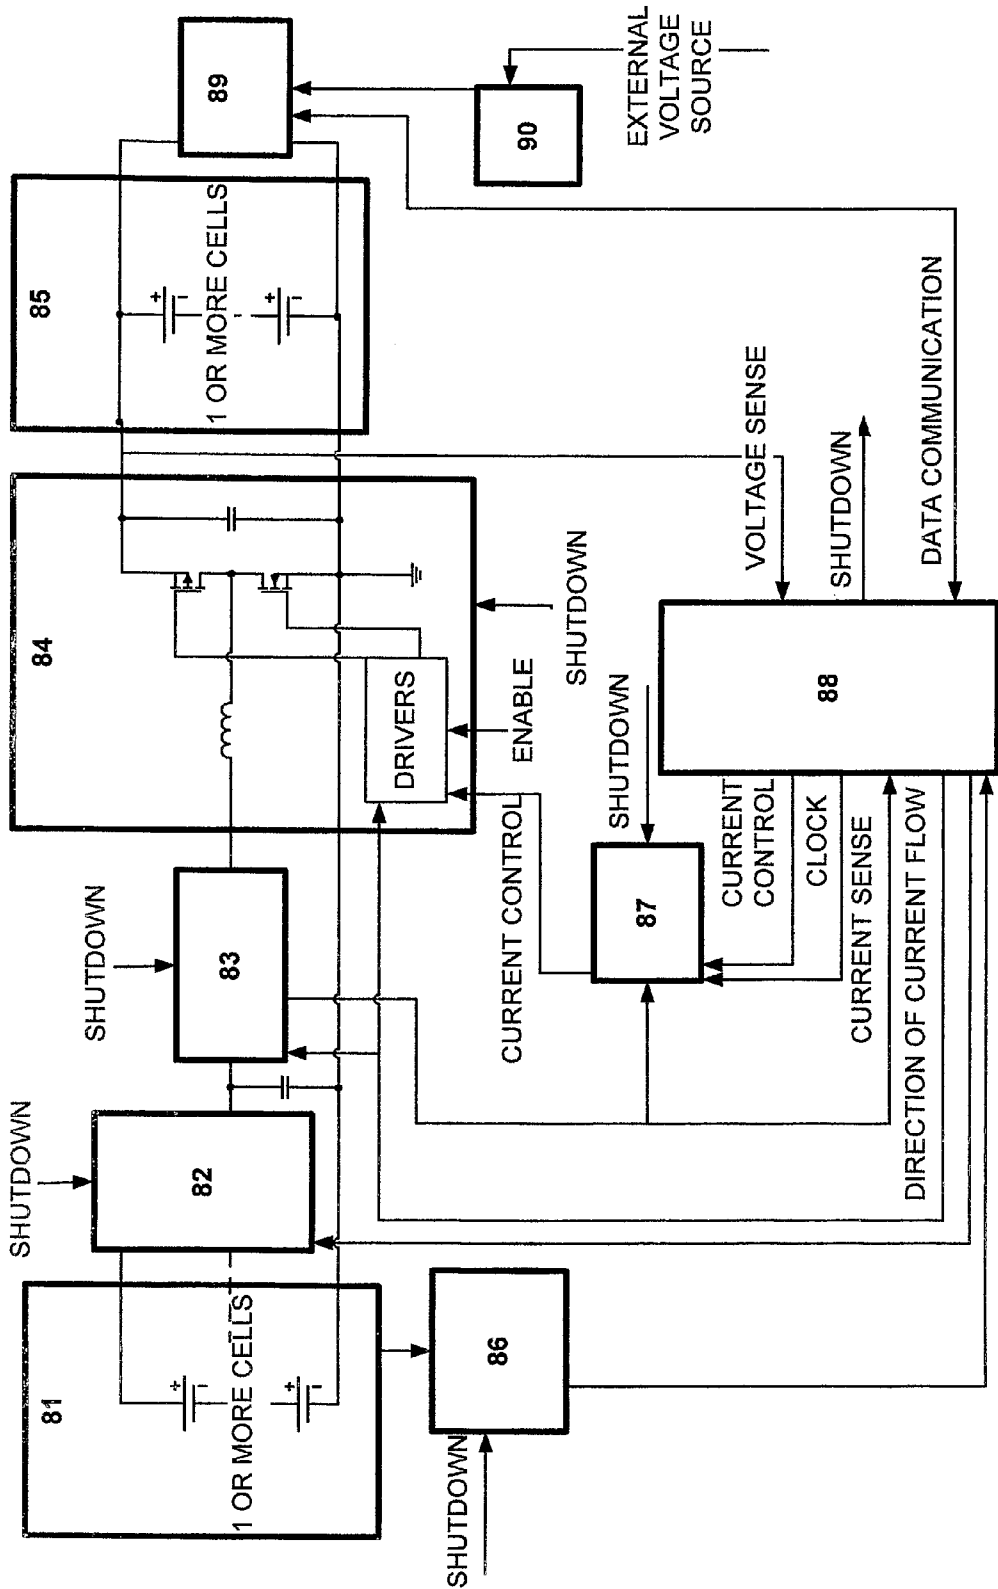 81
1 OR MORE CELLS
SHUTDOWN
82
SHUTDOWN
83
84
DRIVERS
ENABLE
SHUTDOWN
85
1 OR MORE CELLS
89
90
EXTERNAL
VOLTAGE
SOURCE
SHUTDOWN
86
CURRENT CONTROL
87
SHUTDOWN
CURRENT
CONTROL
CLOCK
CURRENT SENSE
DIRECTION OF CURRENT FLOW
88
VOLTAGE SENSE
SHUTDOWN
DATA COMMUNICATION